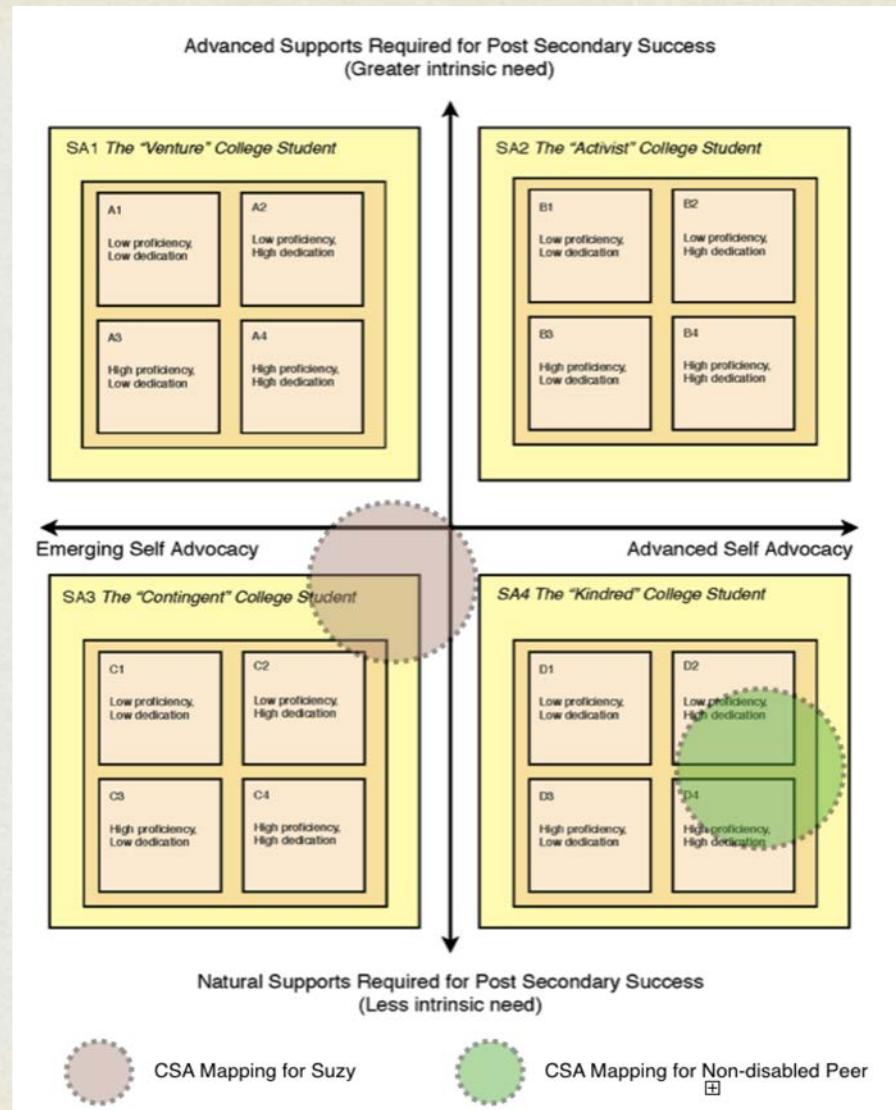 Advanced Supports Required for Post Secondary Success
(Greater intrinsic need)
SA1 The "Venture" College Student
A1
Low proficiency,
Low dedication
A2
Low proficiency,
High dedication
A3
High proficiency,
Low dedication
A4
High proficiency,
High dedication
SA2 The "Activist" College Student
B1
Low proficiency,
Low dedication
B2
Low proficiency,
High dedication
B3
High proficiency,
Low dedication
B4
High proficiency,
High dedication
Emerging Self Advocacy
Advanced Self Advocacy
SA3 The "Contingent" College Student
C1
Low proficiency,
Low dedication
C2
Low proficiency,
High dedication
C3
High proficiency,
Low dedication
C4
High proficiency,
High dedication
SA4 The "Kindred" College Student
D1
Low proficiency,
Low dedication
D2
Low proficiency,
High dedication
D3
High proficiency,
Low dedication
D4
High proficiency,
High dedication
Natural Supports Required for Post Secondary Success
(Less intrinsic need)
CSA Mapping for Suzy
CSA Mapping for Non-disabled Peer